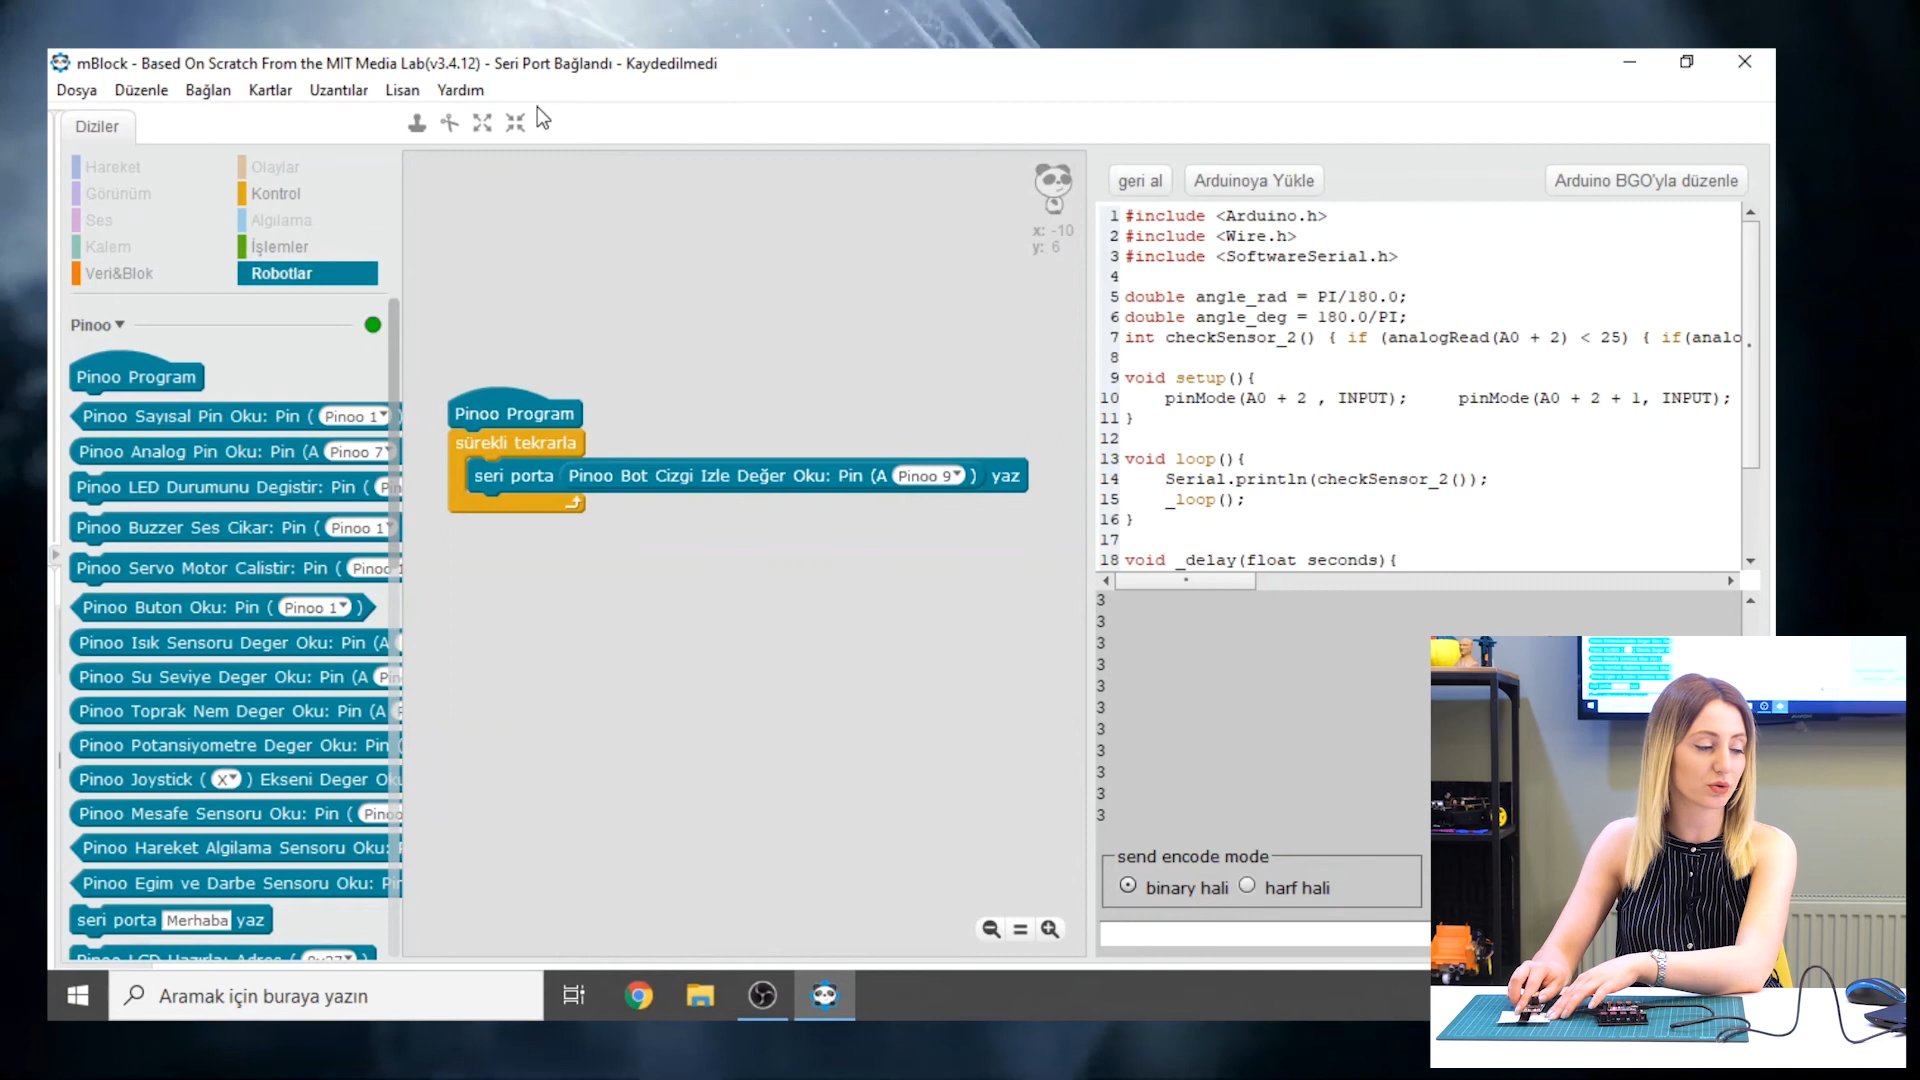 mBlock - Based On Scratch From the MIT Media Lab(v3.4.12) - Seri Port Bağlandı - Kaydedilmedi
Dosya Düzenle Bağlan Kartlar Uzantılar Lisan Yardım
Diziler
Hareket Olaylar
Görünüm Kontrol
Ses Algılama
Kalem İşlemler
Veri&Blok Robotlar
Pinoo
Pinoo Program
Pinoo Sayısal Pin Oku: Pin ( Pinoo 1
Pinoo Analog Pin Oku: Pin (A Pinoo 7
Pinoo LED Durumunu Degistir: Pin (
Pinoo Buzzer Ses Cikar: Pin ( Pinoo 1
Pinoo Servo Motor Calistir: Pin ( Pinoo 1
Pinoo Buton Oku: Pin ( Pinoo 1 )
Pinoo Isık Sensoru Deger Oku: Pin (A
Pinoo Su Seviye Deger Oku: Pin (A
Pinoo Toprak Nem Deger Oku: Pin (A
Pinoo Potansiyometre Deger Oku: Pin
Pinoo Joystick ( X ) Ekseni Deger
Pinoo Mesafe Sensoru Oku: Pin (
Pinoo Hareket Algilama Sensoru Oku:
Pinoo Egim ve Darbe Sensoru Oku:
seri porta Merhaba yaz
Pinoo LCD Hazırla: Adres ( 0x27 )
x: -10
y: 6
Pinoo Program
sürekli tekrarla
seri porta Pinoo Bot Cizgi Izle Değer Oku: Pin (A Pinoo 9 ) yaz
geri al Arduinoya Yükle Arduino BGO'yla düzenle
1 #include <Arduino.h>
2 #include <Wire.h>
3 #include <SoftwareSerial.h>
4
5 double angle_rad = PI/180.0;
6 double angle_deg = 180.0/PI;
7 int checkSensor_2() { if (analogRead(A0 + 2) < 25) { if(analo
8
9 void setup(){
10 pinMode(A0 + 2 , INPUT); pinMode(A0 + 2 + 1, INPUT);
11 }
12
13 void loop(){
14 Serial.println(checkSensor_2());
15 _loop();
16 }
17
18 void _delay(float seconds){
3
3
3
3
3
3
3
3
3
3
3
send encode mode
binary hali harf hali
Aramak için buraya yazın